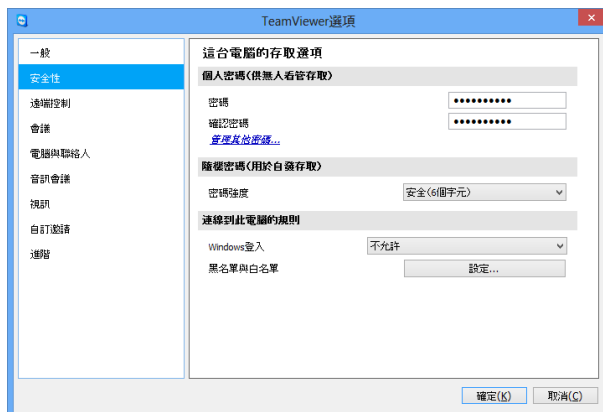 TeamViewer選項
一般
安全性
遠端控制
會議
電腦與聯絡人
音訊會議
視訊
自訂邀請
進階
這台電腦的存取選項
個人密碼(供無人看管存取)
密碼 ••••••••••
確認密碼 ••••••••••
管理其他密碼...
隨機密碼(用於自發存取)
密碼強度 安全(6個字元)
連線到此電腦的規則
Windows登入 不允許
黑名單與白名單 設定...
確定(K) 取消(C)